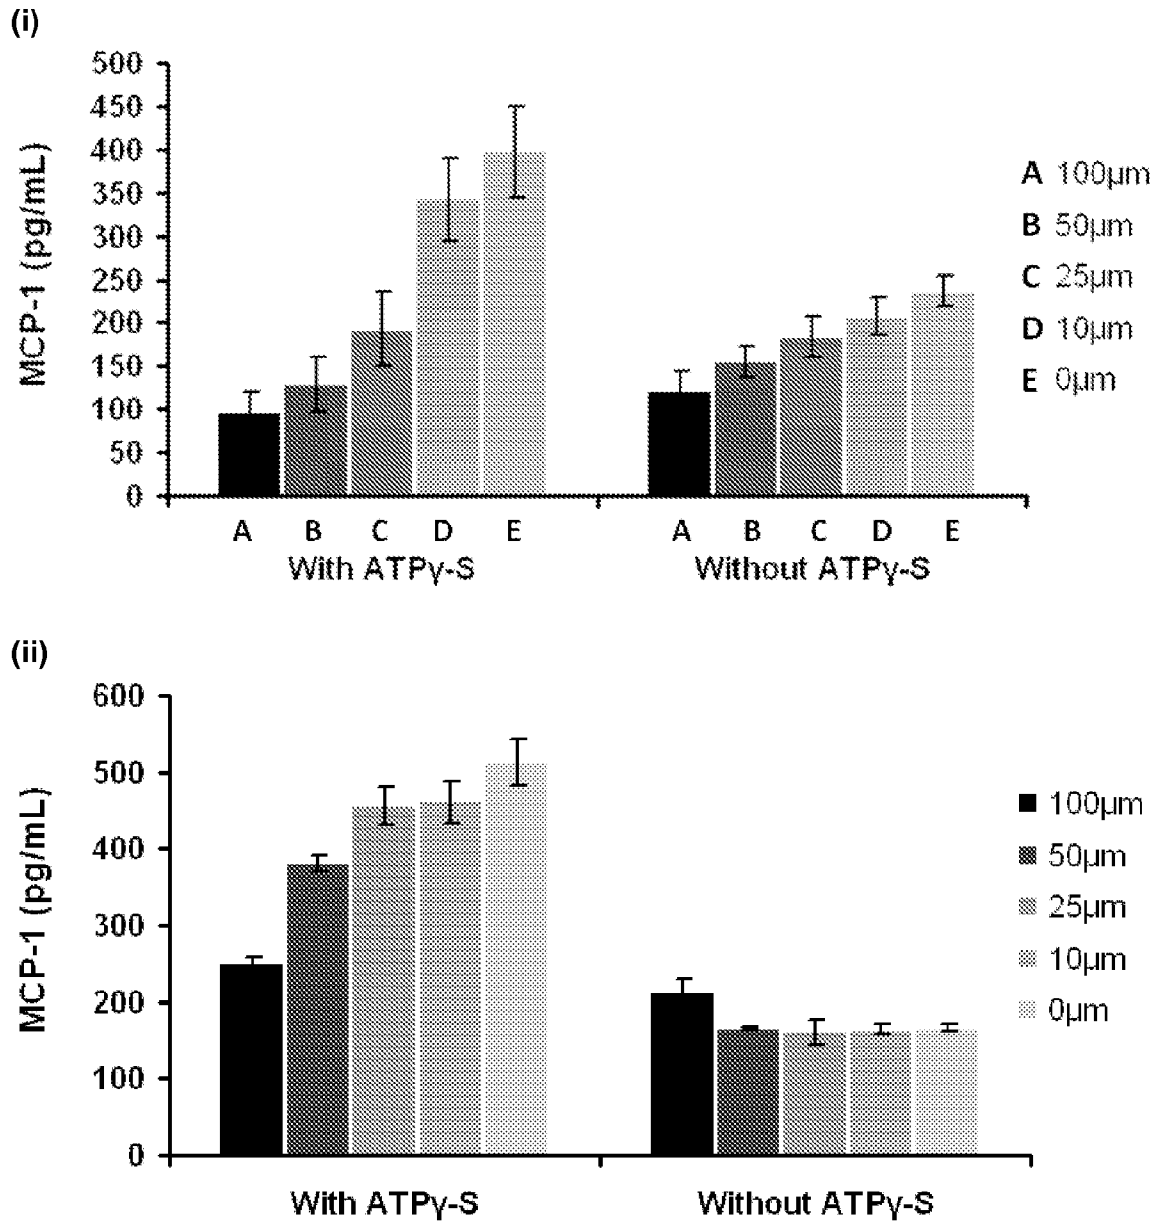 (i)
500
450
400
350
300
250
200
150
100
50
0
MCP-1 (pg/mL)
A B C D E
With ATPγ-S
A B C D E
Without ATPγ-S
A 100µm
B 50µm
C 25µm
D 10µm
E 0µm
(ii)
600
500
400
300
200
100
0
MCP-1 (pg/mL)
With ATPγ-S
Without ATPγ-S
100µm
50µm
25µm
10µm
0µm